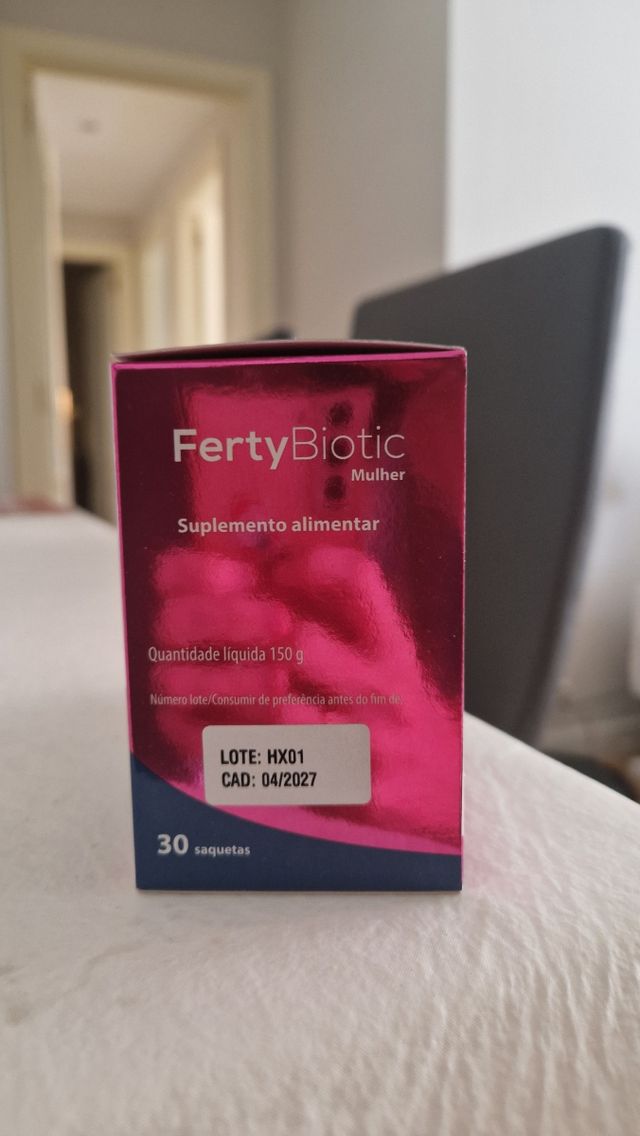 FertyBiotic
Mulher
Suplemento alimentar
Quantidade líquida 150 g
Número lote/Consumir de preferência antes do fim de:
LOTE: HX01
CAD: 04/2027
30 saquetas